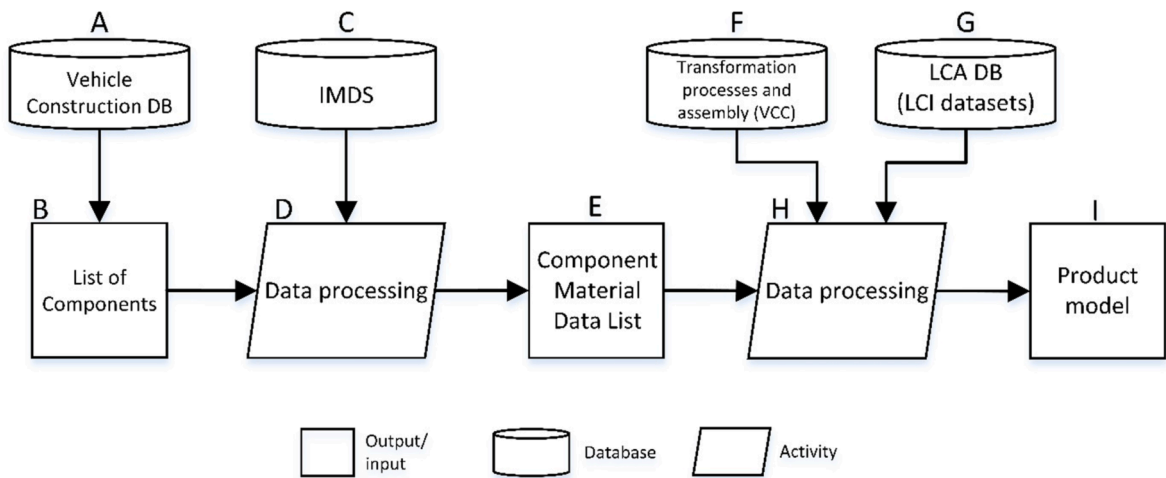 A
Vehicle
Construction DB
C
IMDS
F
Transformation
processes and
assembly (VCC)
G
LCA DB
(LCI datasets)
B
List of
Components
D
Data processing
E
Component
Material
Data List
H
Data processing
I
Product
model
Output/
input
Database
Activity